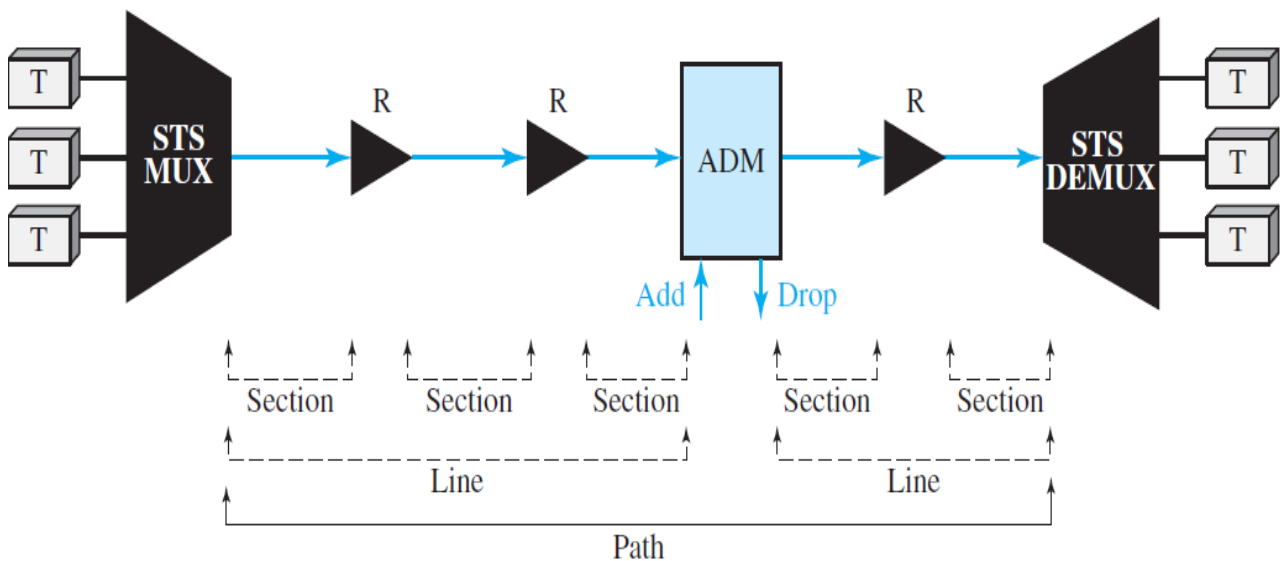 T
T
T
STS
MUX
R
R
ADM
Add
Drop
R
STS
DEMUX
T
T
T
Section
Section
Section
Section
Section
Line
Line
Path